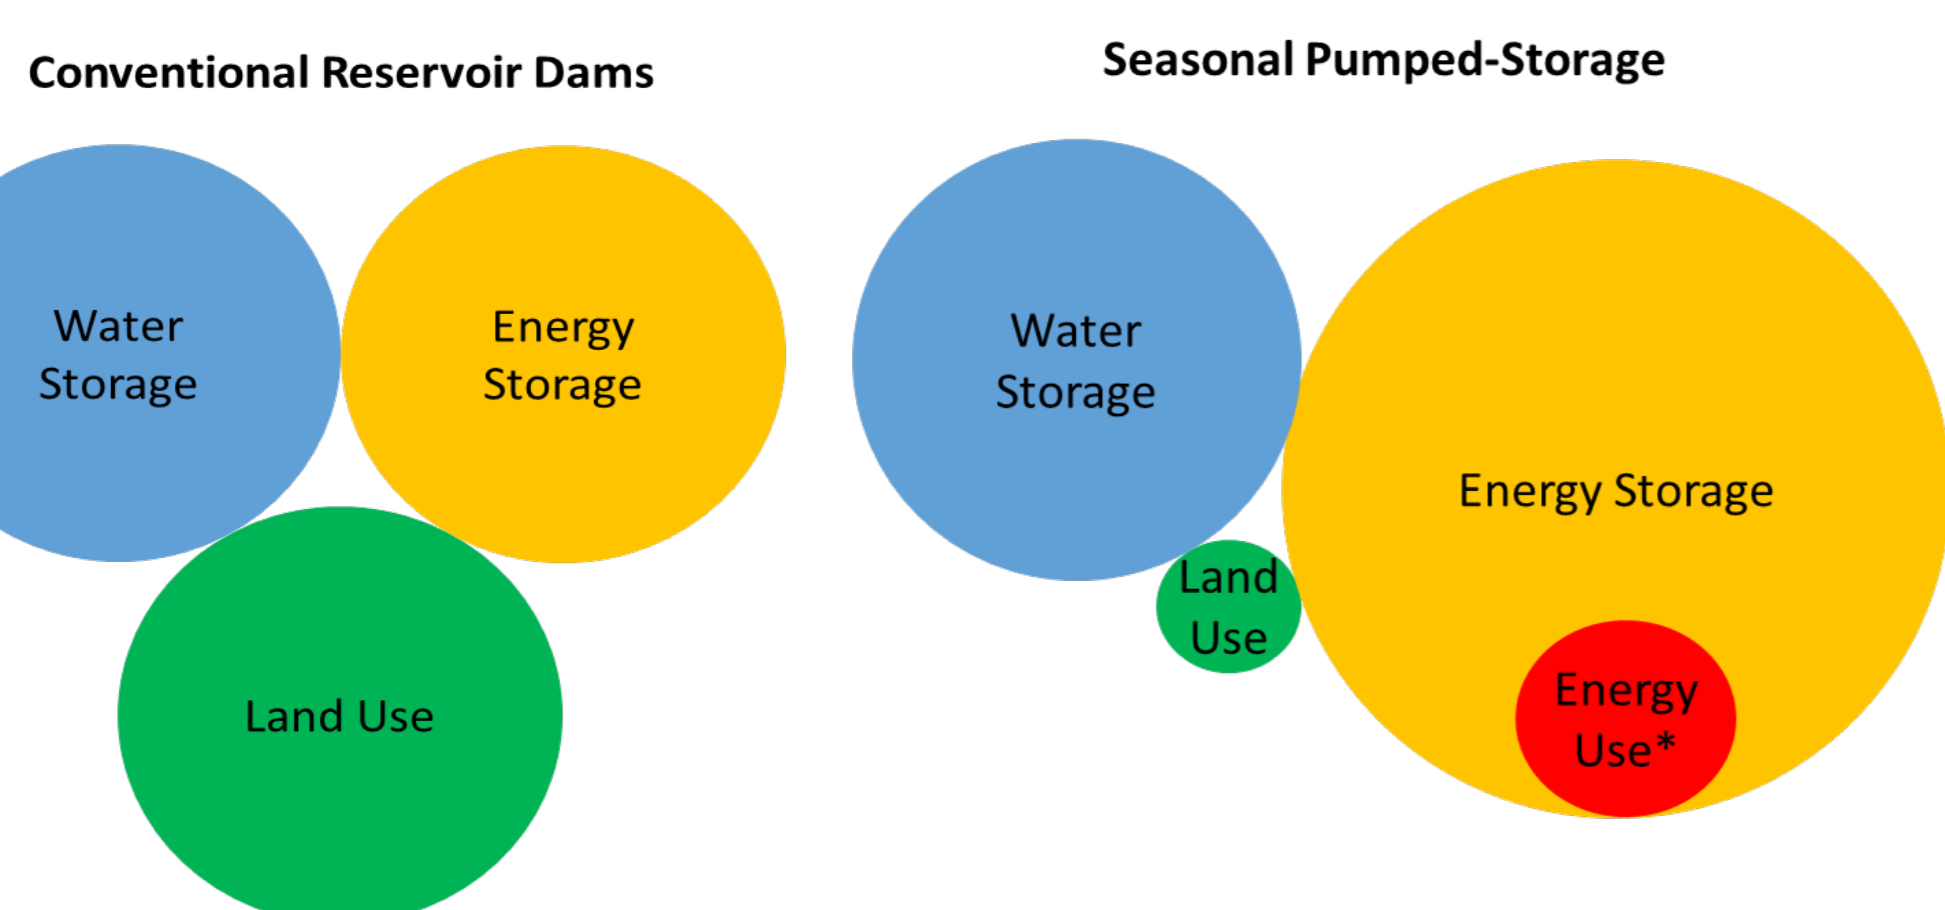 Conventional Reservoir Dams
Water
Storage
Energy
Storage
Land Use
Seasonal Pumped-Storage
Water
Storage
Energy Storage
Land
Use
Energy
Use*